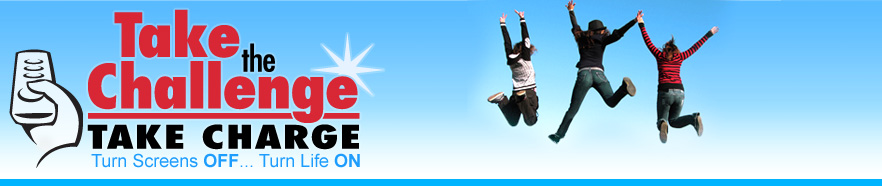 Take
the
Challenge
TAKE CHARGE
Turn Screens OFF... Turn Life ON